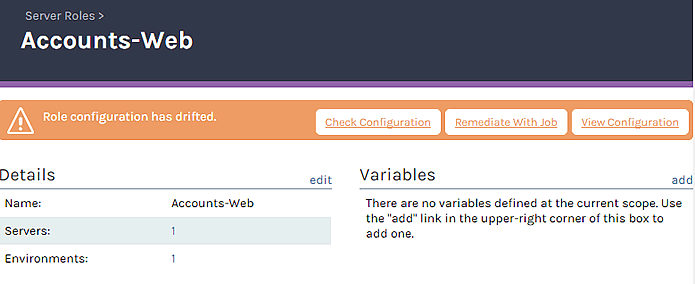 Server Roles >
Accounts-Web
Role configuration has drifted.
Check Configuration
Remediate With Job
View Configuration
Details
edit
Name: Accounts-Web
Servers: 1
Environments: 1
Variables
add
There are no variables defined at the current scope. Use
the "add" link in the upper-right corner of this box to
add one.